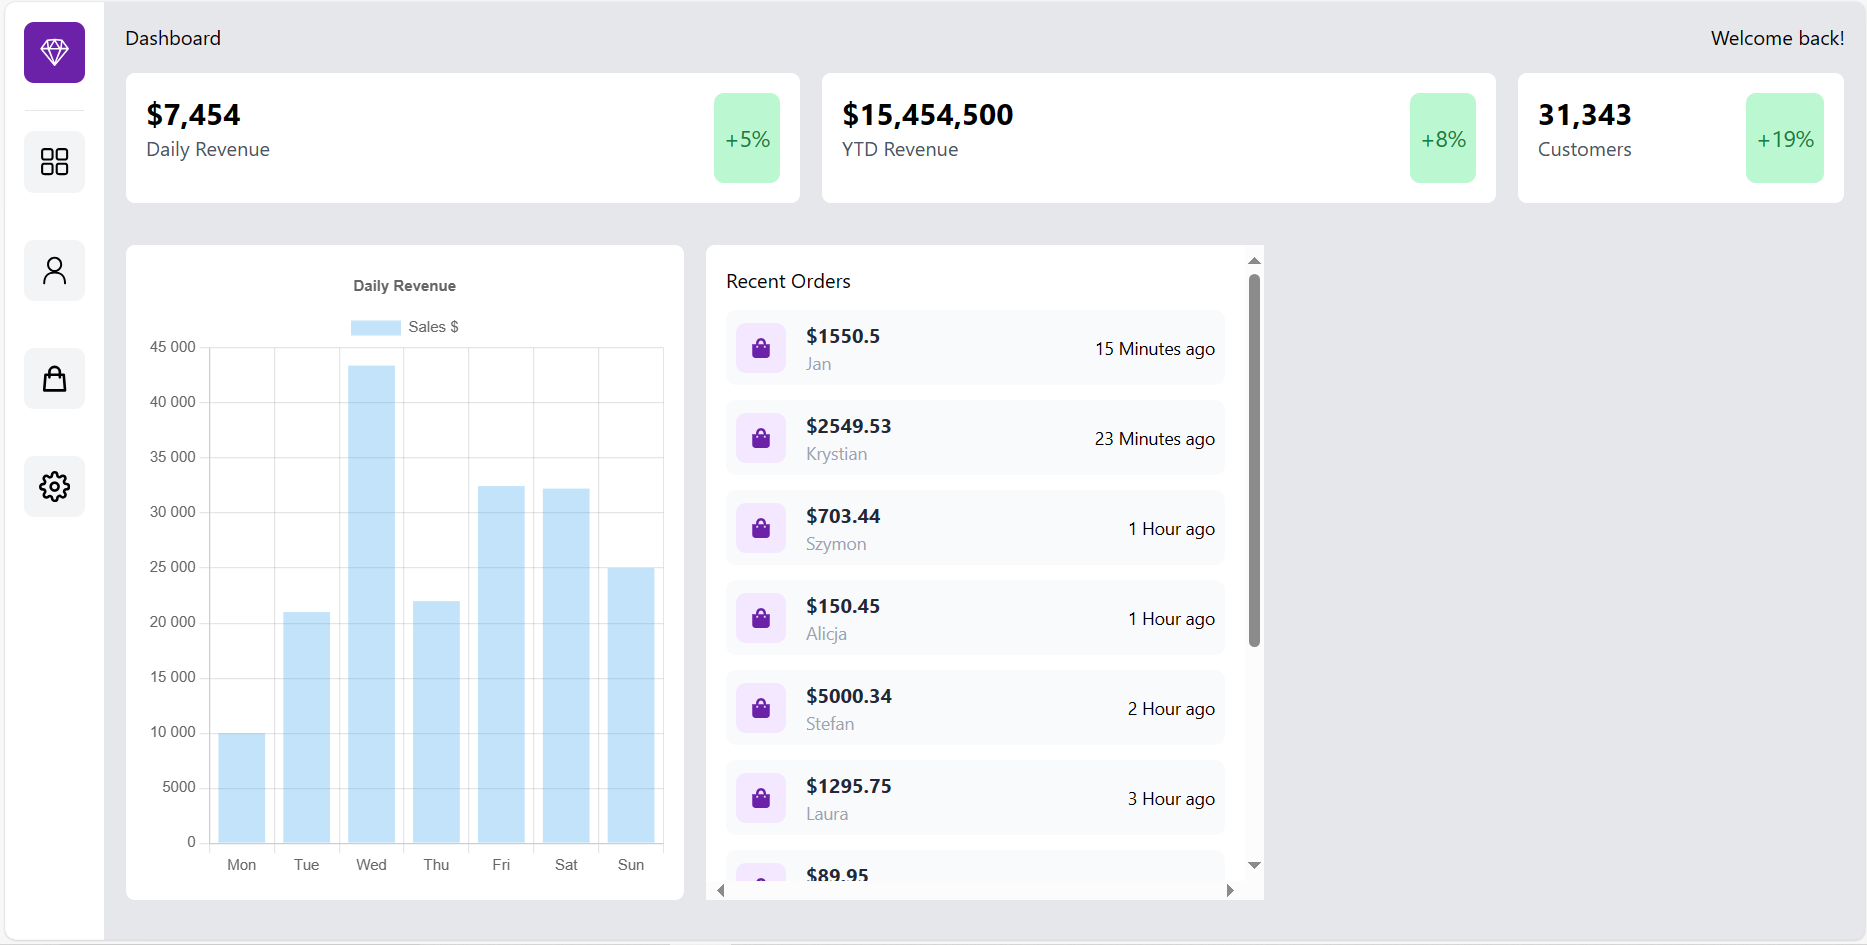 Dashboard
Welcome back!
$7,454
Daily Revenue
+5%
$15,454,500
YTD Revenue
+8%
31,343
Customers
+19%
Daily Revenue
Sales $
45 000
40 000
35 000
30 000
25 000
20 000
15 000
10 000
5000
0
Mon Tue Wed Thu Fri Sat Sun
Recent Orders
$1550.5
Jan
15 Minutes ago
$2549.53
Krystian
23 Minutes ago
$703.44
Szymon
1 Hour ago
$150.45
Alicja
1 Hour ago
$5000.34
Stefan
2 Hour ago
$1295.75
Laura
3 Hour ago
$89.95